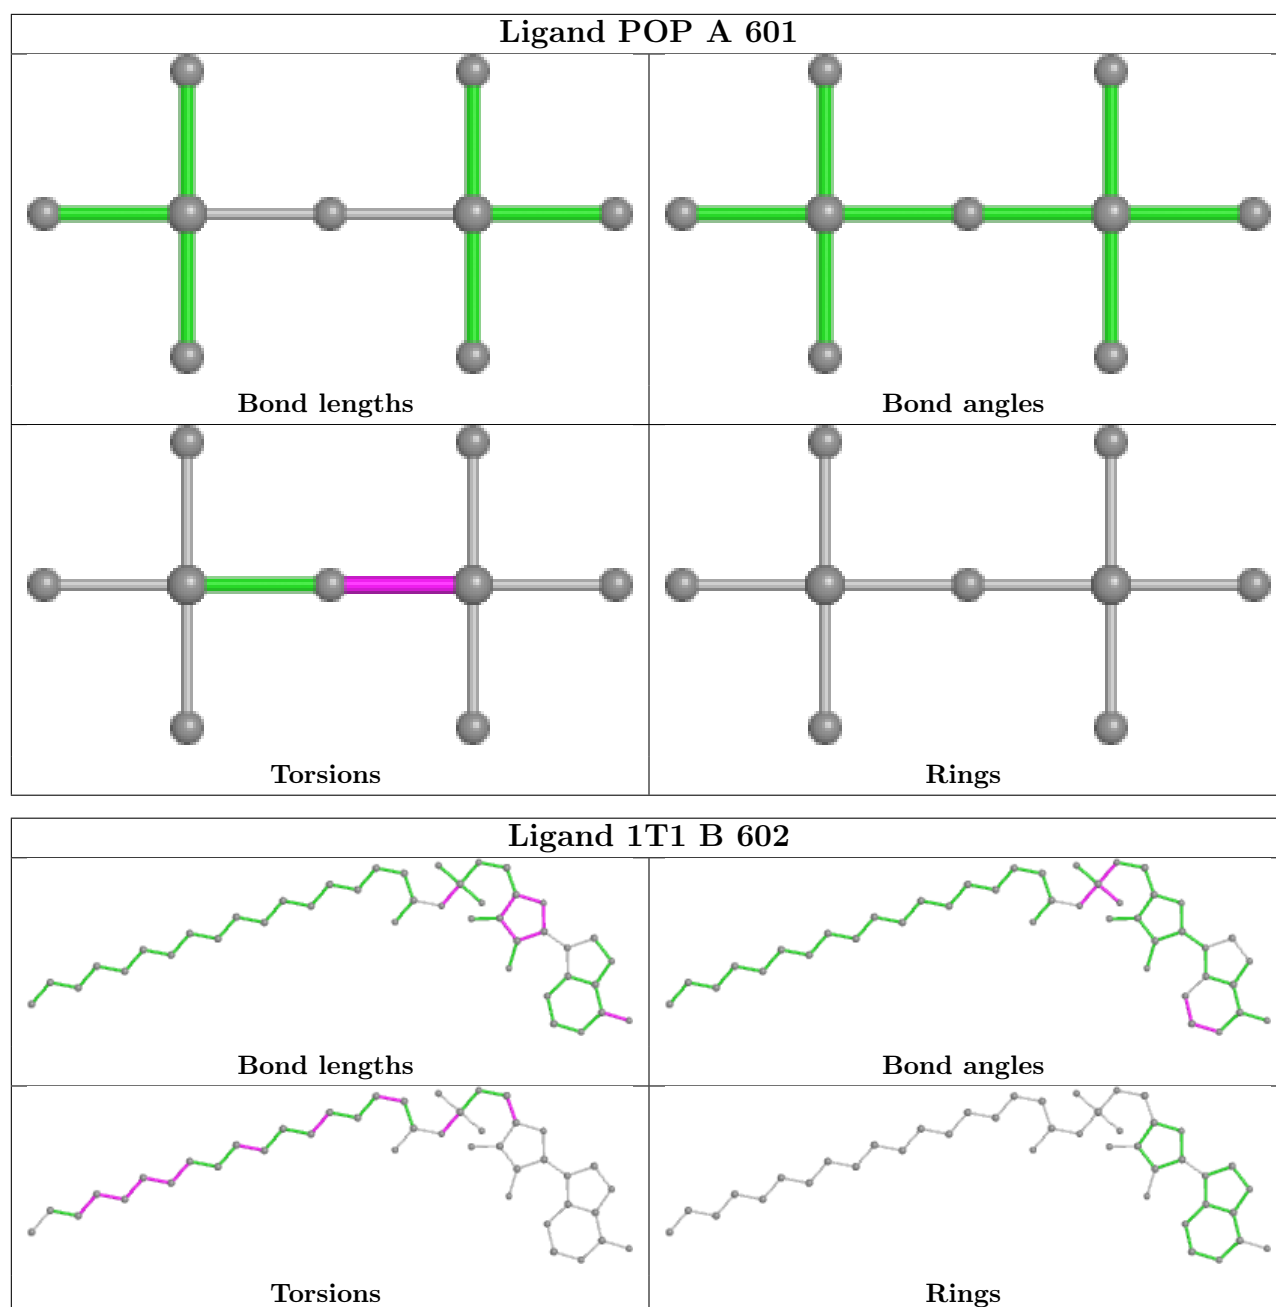 Ligand POP A 601
Bond lengths
Bond angles
Torsions
Rings
Ligand 1T1 B 602
Bond lengths
Bond angles
Torsions
Rings